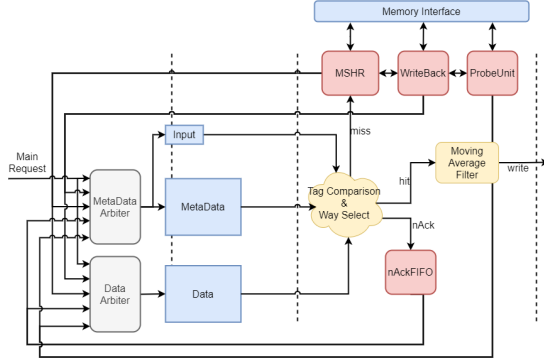 Memory Interface
MSHR
WriteBack
ProbeUnit
miss
Input
Main
Request
Moving
Average
Filter
write
hit
Tag Comparison
&
Way Select
MetaData
Arbiter
MetaData
nAck
nAckFIFO
Data
Arbiter
Data